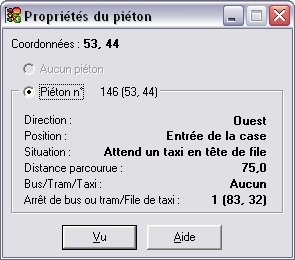 Propriétés du piéton
Coordonnées : 53, 44
Aucun piéton
Piéton n° 146 (53, 44)
Direction : Ouest
Position : Entrée de la case
Situation : Attend un taxi en tête de file
Distance parcourue : 75,0
Bus/Tram/Taxi : Aucun
Arrêt de bus ou tram/File de taxi : 1 (83, 32)
Vu Aide